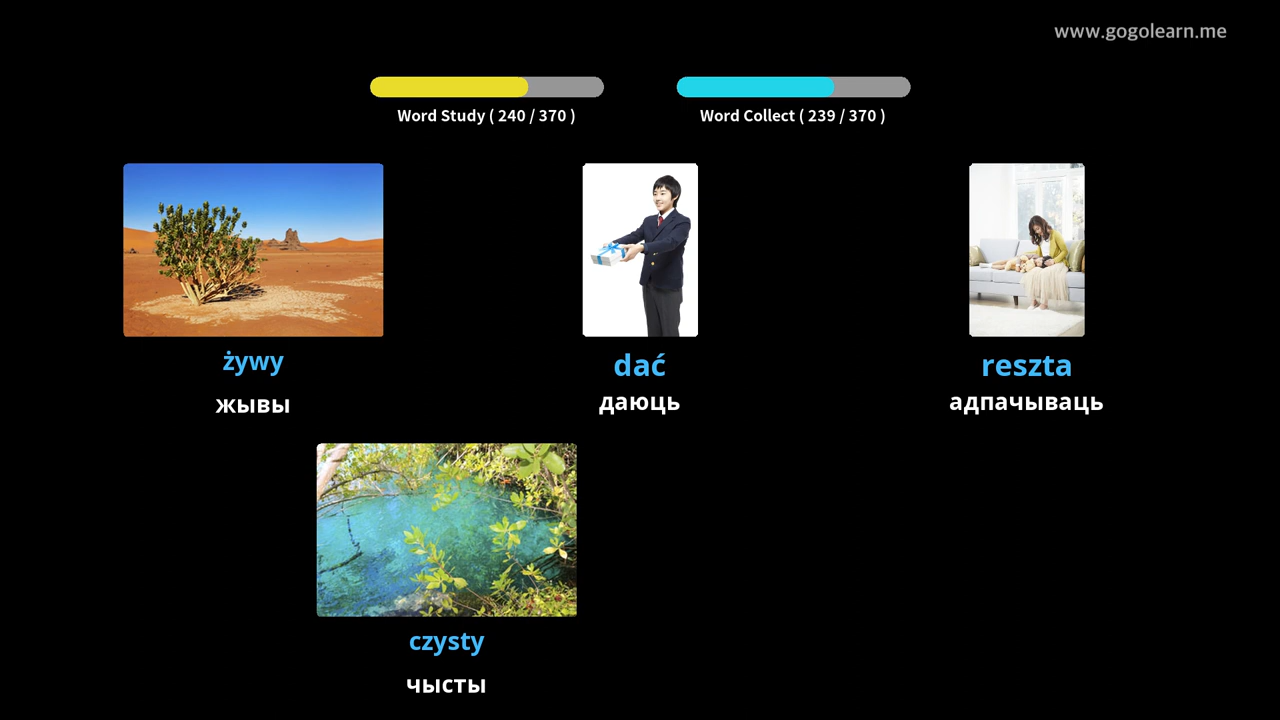 www.gogolearn.me
Word Study ( 240 / 370 )
Word Collect ( 239 / 370 )
żywy
жывы
dać
даюць
reszta
адпачываць
czysty
чысты